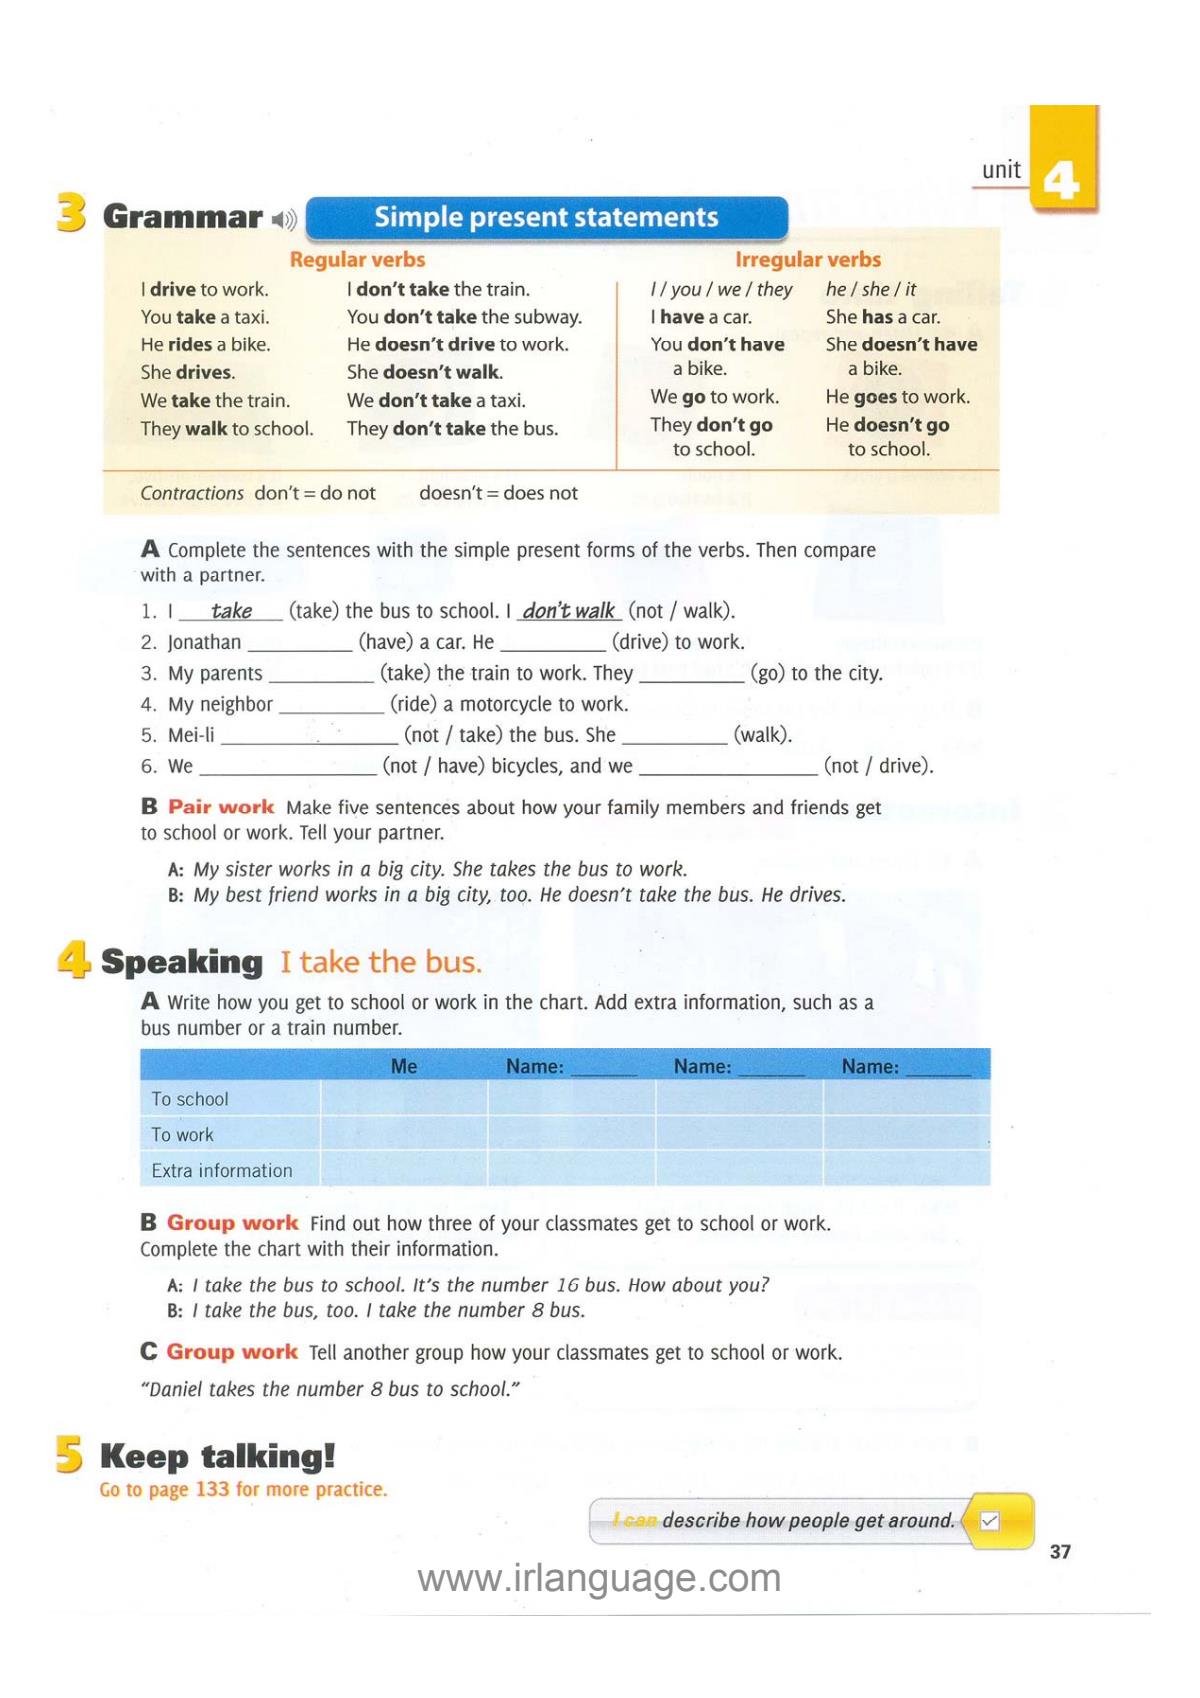 unit 4
3 Grammar Simple present statements
Regular verbs Irregular verbs
I drive to work. I don't take the train. I / you / we / they he / she / it
You take a taxi. You don't take the subway. I have a car. She has a car.
He rides a bike. He doesn't drive to work. You don't have She doesn't have
She drives. She doesn't walk. a bike. a bike.
We take the train. We don't take a taxi. We go to work. He goes to work.
They walk to school. They don't take the bus. They don't go He doesn't go
to school. to school.
Contractions don't = do not doesn't = does not
A Complete the sentences with the simple present forms of the verbs. Then compare
with a partner.
1. I take (take) the bus to school. I don't walk (not / walk).
2. Jonathan __________ (have) a car. He __________ (drive) to work.
3. My parents __________ (take) the train to work. They __________ (go) to the city.
4. My neighbor __________ (ride) a motorcycle to work.
5. Mei-li _________________ (not / take) the bus. She __________ (walk).
6. We _________________ (not / have) bicycles, and we _________________ (not / drive).
B Pair work Make five sentences about how your family members and friends get
to school or work. Tell your partner.
A: My sister works in a big city. She takes the bus to work.
B: My best friend works in a big city, too. He doesn't take the bus. He drives.
4 Speaking I take the bus.
A Write how you get to school or work in the chart. Add extra information, such as a
bus number or a train number.
Me Name: ______ Name: ______ Name: ______
To school
To work
Extra information
B Group work Find out how three of your classmates get to school or work.
Complete the chart with their information.
A: I take the bus to school. It's the number 16 bus. How about you?
B: I take the bus, too. I take the number 8 bus.
C Group work Tell another group how your classmates get to school or work.
"Daniel takes the number 8 bus to school."
5 Keep talking!
Go to page 133 for more practice.
I can describe how people get around.
37
www.irlanguage.com